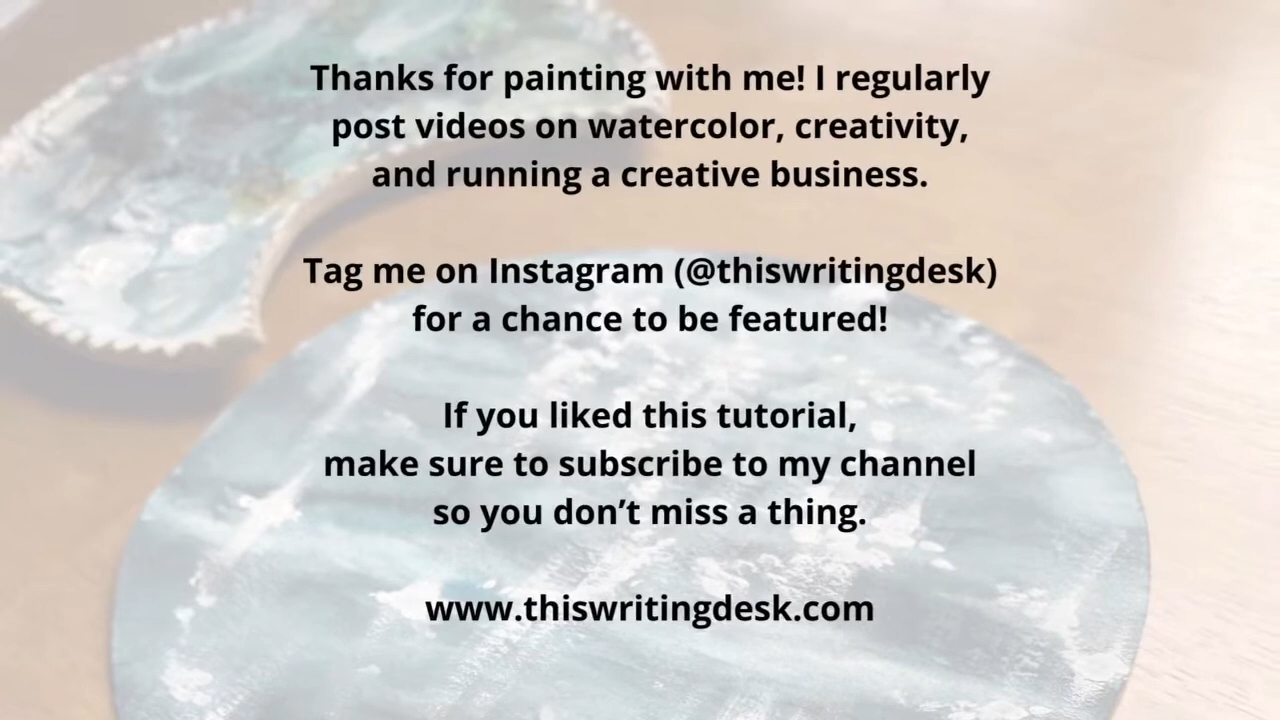 Thanks for painting with me! I regularly
post videos on watercolor, creativity,
and running a creative business.
Tag me on Instagram (@thiswritingdesk)
for a chance to be featured!
If you liked this tutorial,
make sure to subscribe to my channel
so you don’t miss a thing.
www.thiswritingdesk.com